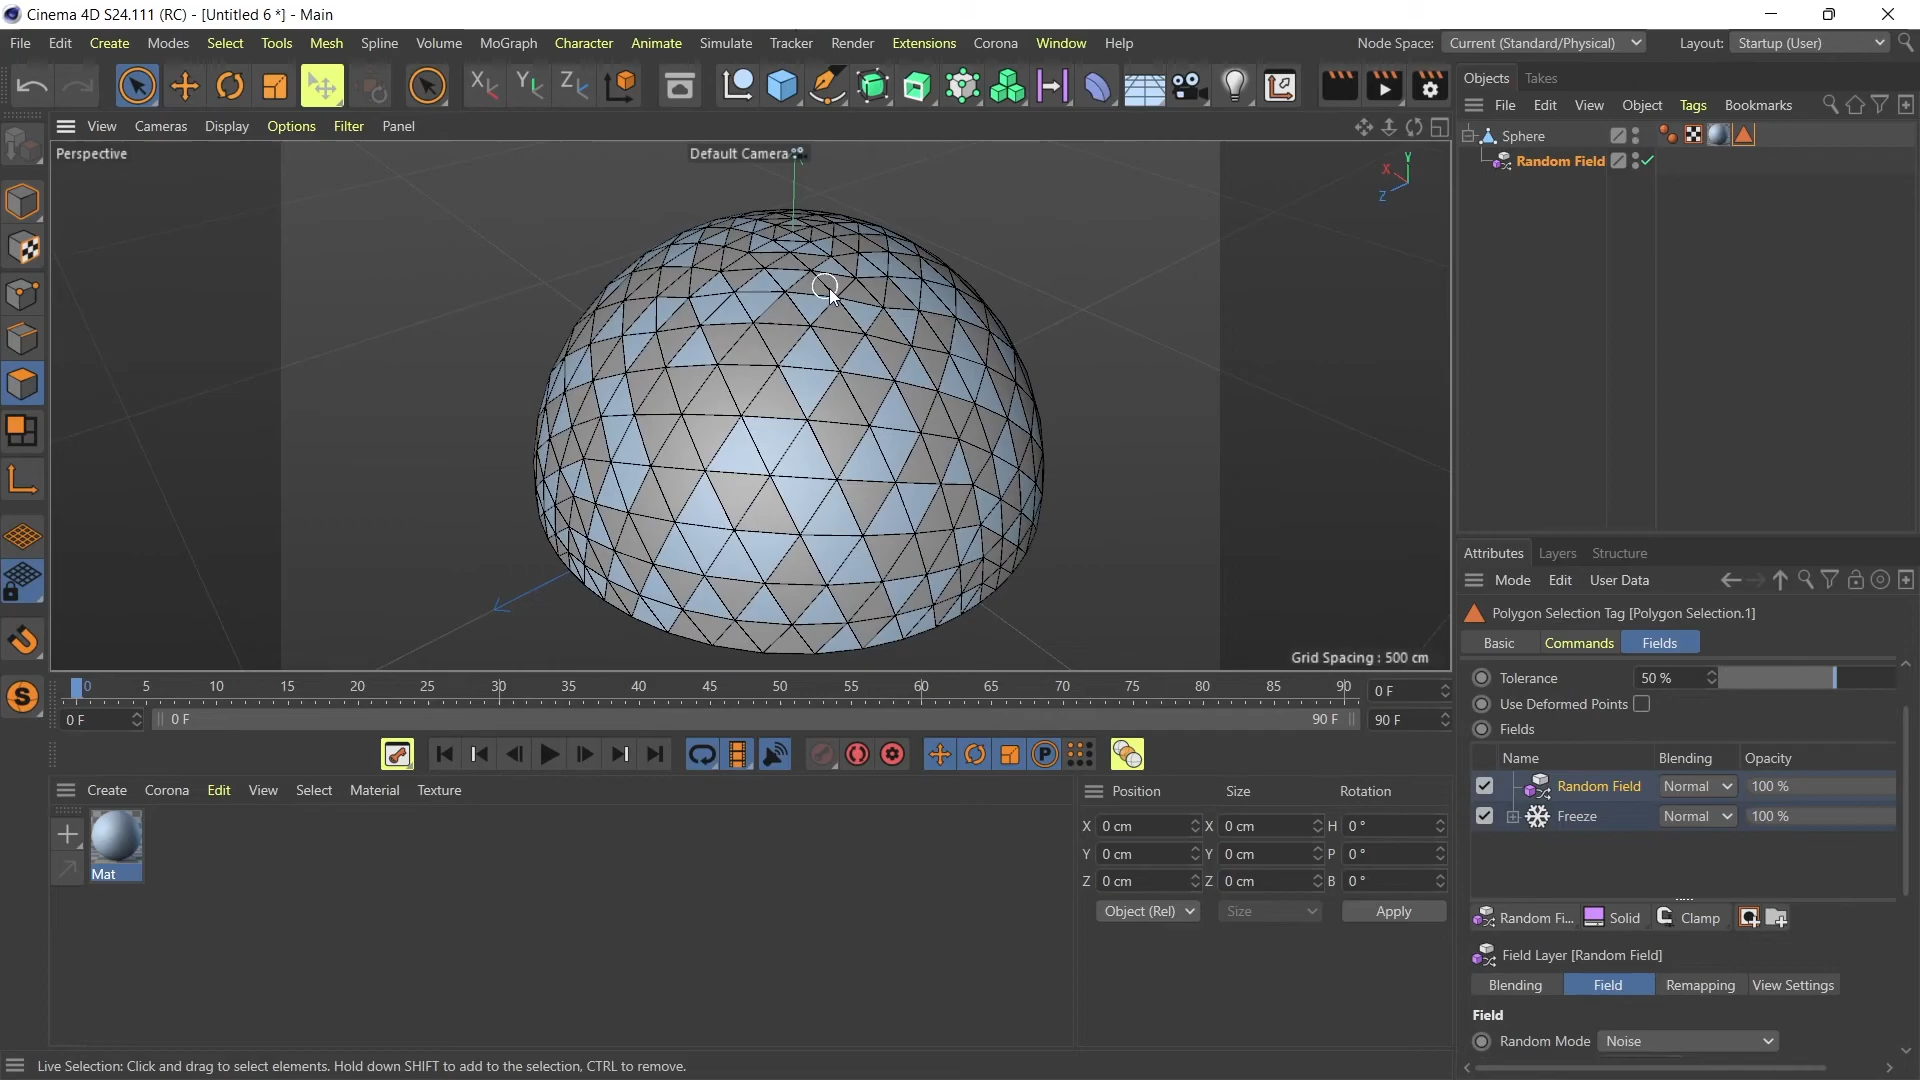 Cinema 4D S24.111 (RC) - [Untitled 6 *] - Main
File Edit Create Modes Select Tools Mesh Spline Volume MoGraph Character Animate Simulate Tracker Render Extensions Corona Window Help
Node Space: Current (Standard/Physical) Layout: Startup (User)
X Y Z
Objects Takes
File Edit View Object Tags Bookmarks
View Cameras Display Options Filter Panel
Sphere
Random Field
Perspective
Default Camera
Y
X
Z
Grid Spacing : 500 cm
Attributes Layers Structure
Mode Edit User Data
Polygon Selection Tag [Polygon Selection.1]
Basic Commands Fields
Tolerance 50 %
Use Deformed Points
Fields
Name Blending Opacity
Random Field Normal 100 %
Freeze Normal 100 %
Random Fi... Solid Clamp
Field Layer [Random Field]
Blending Field Remapping View Settings
Field
Random Mode Noise
0 5 10 15 20 25 30 35 40 45 50 55 60 65 70 75 80 85 90 0 F
0 F 0 F 90 F 90 F
P
Create Corona Edit View Select Material Texture
Mat
Position Size Rotation
X 0 cm X 0 cm H 0 °
Y 0 cm Y 0 cm P 0 °
Z 0 cm Z 0 cm B 0 °
Object (Rel) Size Apply
Live Selection: Click and drag to select elements. Hold down SHIFT to add to the selection, CTRL to remove.